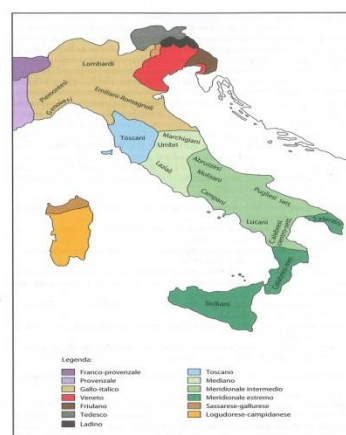 Lombardi
Piemontesi
Genovesi
Emiliani-Romagnoli
Toscani
Marchigiani
Umbri
Laziali
Abruzzesi
Molisani
Campani
Pugliesi sett.
Lucani
Calabresi
Salentini
Siciliani
Legenda:
Franco-provenzale
Provenzale
Gallo-italico
Veneto
Friulano
Tedesco
Ladino
Toscano
Mediano
Meridionale intermedio
Meridionale estremo
Sassarese-gallurese
Logudorese-campidanese